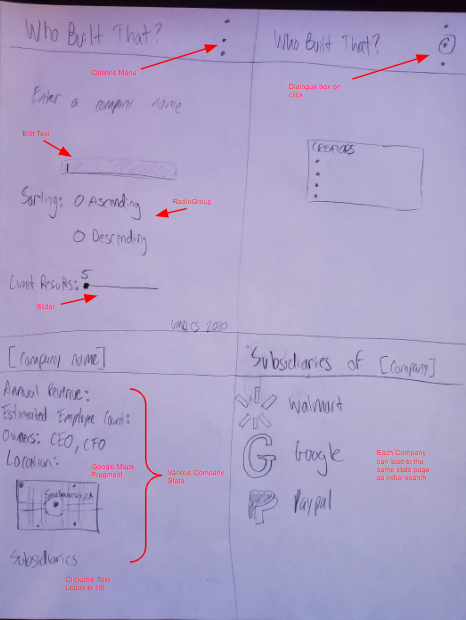 Who Built That?
Options Menu
Enter a company name
Edit Text
Sorting: O Ascending
RadioGroup
O Descending
5
Limit Results:
Slider
UMD CS 2020
Who Built That?
Dialogue box on
click
CREATORS
[Company name]
Annual Revenue:
Estimated Employee Count:
Owners: CEO, CFO
Location:
Google Maps
Fragment
Various Company
Stats
Subsidiaries
Clickable Text
Leads to list
Subsidiaries of [Company]
Walmart
G Google
P Paypal
Each Company
can lead to the
same stats page
as initial search